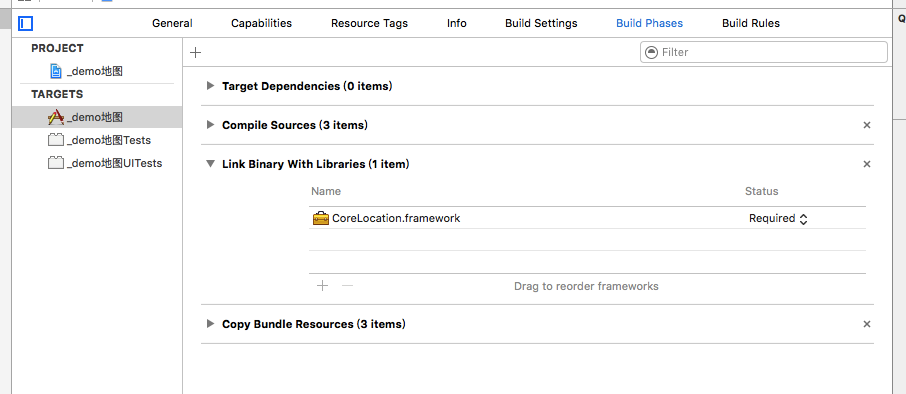 General Capabilities Resource Tags Info Build Settings Build Phases Build Rules
PROJECT
_demo地图
TARGETS
_demo地图
_demo地图Tests
_demo地图UITests
Filter
Target Dependencies (0 items)
Compile Sources (3 items)
Link Binary With Libraries (1 item)
Name Status
CoreLocation.framework Required
Drag to reorder frameworks
Copy Bundle Resources (3 items)